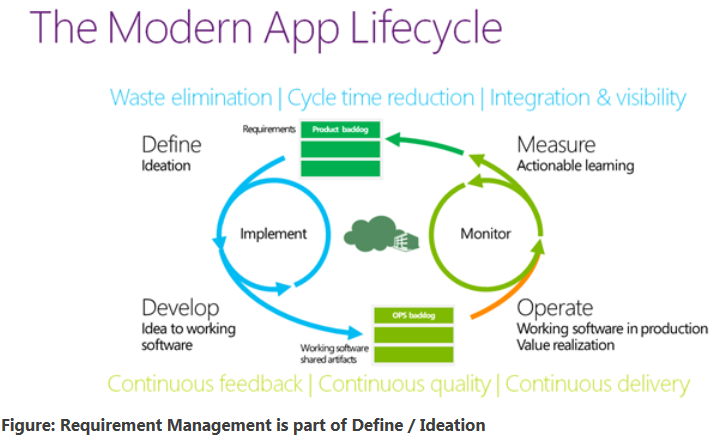 The Modern App Lifecycle
Waste elimination | Cycle time reduction | Integration & visibility
Define
Ideation
Requirements
Product backlog
Measure
Actionable learning
Implement
Monitor
Develop
Idea to working
software
Working software
shared artifacts
OPS backlog
Operate
Working software in production
Value realization
Continuous feedback | Continuous quality | Continuous delivery
Figure: Requirement Management is part of Define / Ideation